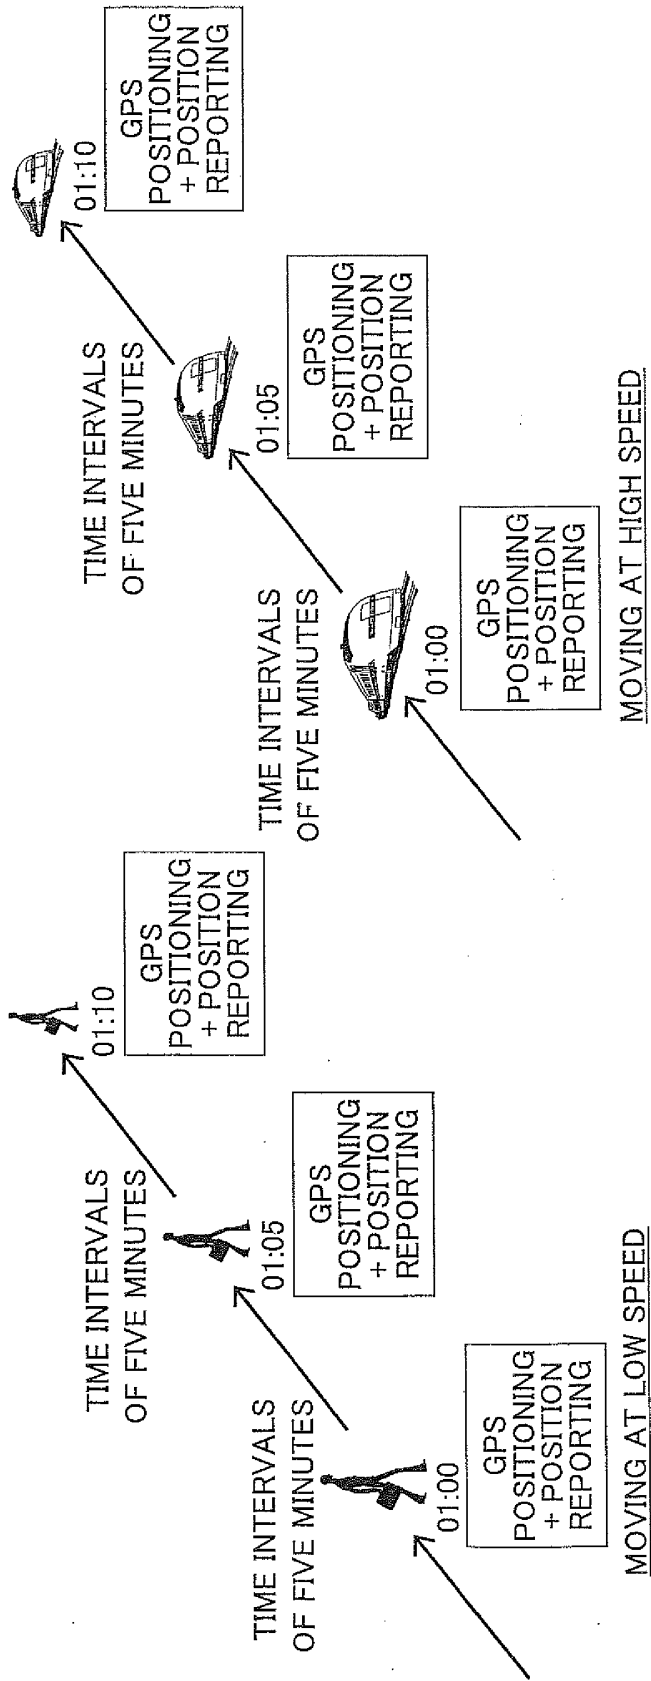 TIME INTERVALS
OF FIVE MINUTES
TIME INTERVALS
OF FIVE MINUTES
01:00
GPS
POSITIONING
+ POSITION
REPORTING
01:05
GPS
POSITIONING
+ POSITION
REPORTING
01:10
GPS
POSITIONING
+ POSITION
REPORTING
MOVING AT LOW SPEED
TIME INTERVALS
OF FIVE MINUTES
TIME INTERVALS
OF FIVE MINUTES
01:00
GPS
POSITIONING
+ POSITION
REPORTING
01:05
GPS
POSITIONING
+ POSITION
REPORTING
01:10
GPS
POSITIONING
+ POSITION
REPORTING
MOVING AT HIGH SPEED